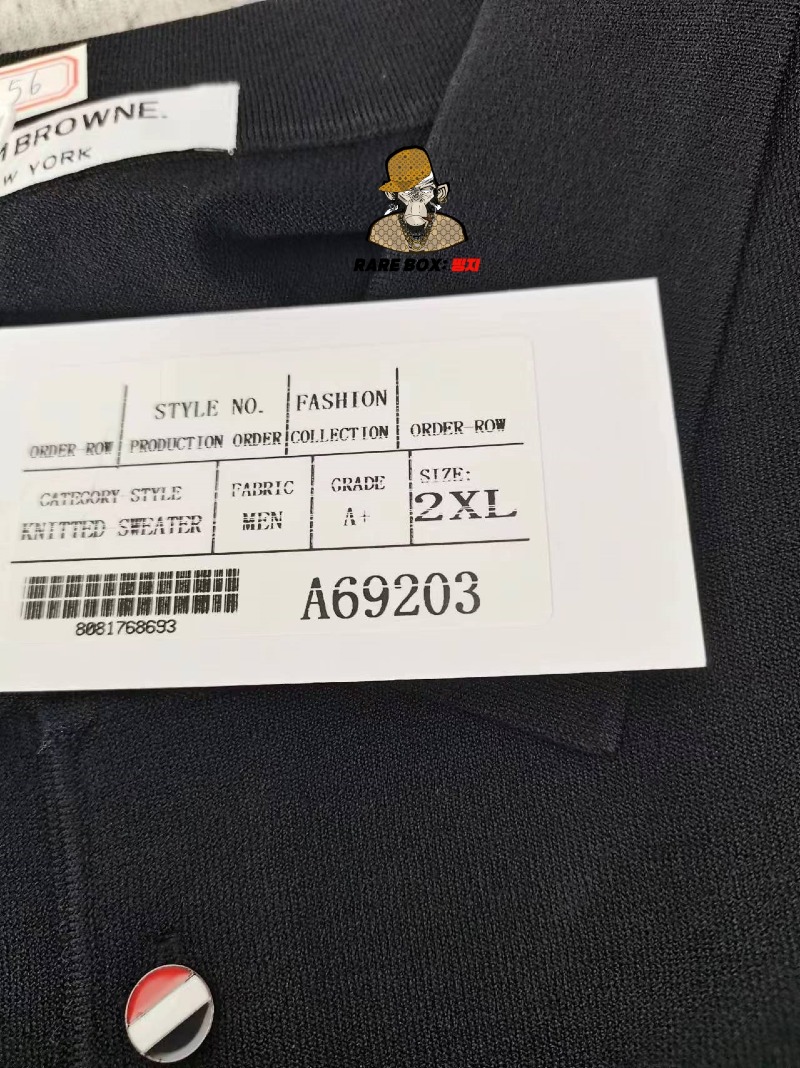 56
M BROWNE.
W YORK
RARE BOX: 찐지
STYLE NO.
FASHION
ORDER-ROW
PRODUCTION ORDER
COLLECTION
ORDER-ROW
CATEGORY STYLE
FABRIC
GRADE
SIZE:
KNITTED SWEATER
MEN
A+
2XL
8081768693
A69203